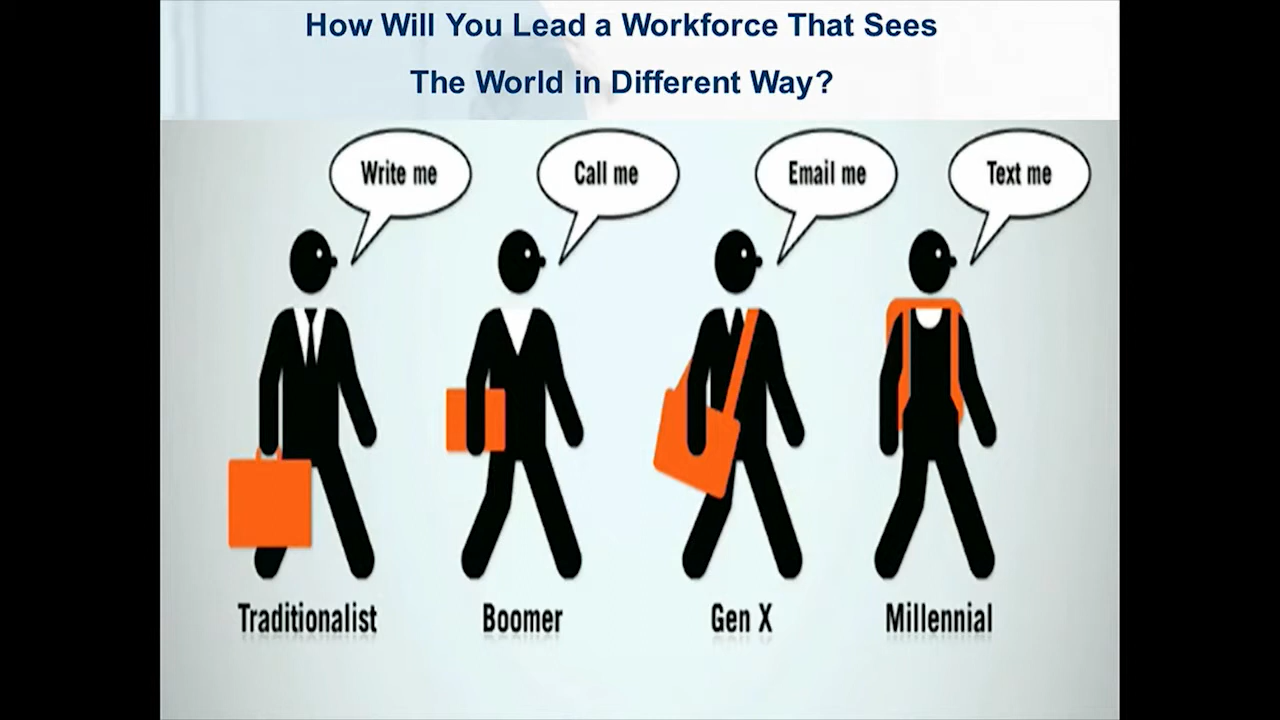 How Will You Lead a Workforce That Sees
The World in Different Way?
Write me
Call me
Email me
Text me
Traditionalist
Boomer
Gen X
Millennial